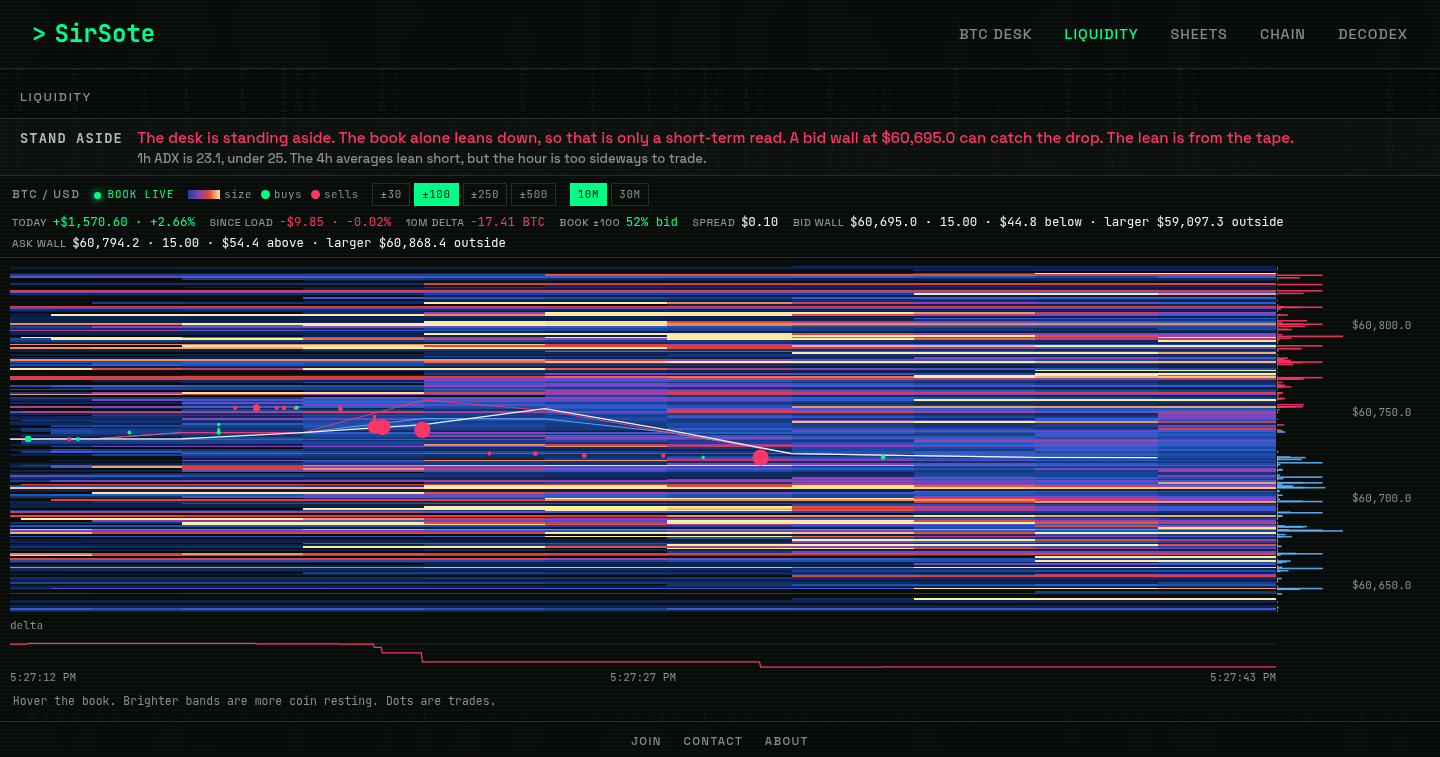 > SirSote
BTC DESK LIQUIDITY SHEETS CHAIN DECODEX
LIQUIDITY
STAND ASIDE The desk is standing aside. The book alone leans down, so that is only a short-term read. A bid wall at $60,695.0 can catch the drop. The lean is from the tape.
1h ADX is 23.1, under 25. The 4h averages lean short, but the hour is too sideways to trade.
BTC / USD BOOK LIVE size buys sells ±30 ±100 ±250 ±500 10M 30M
TODAY +$1,570.60 · +2.66% SINCE LOAD -$9.85 · -0.02% 10M DELTA -17.41 BTC BOOK ±100 52% bid SPREAD $0.10 BID WALL $60,695.0 · 15.00 · $44.8 below · larger $59,097.3 outside
ASK WALL $60,794.2 · 15.00 · $54.4 above · larger $60,868.4 outside
$60,800.0
$60,750.0
$60,700.0
$60,650.0
delta
5:27:12 PM 5:27:27 PM 5:27:43 PM
Hover the book. Brighter bands are more coin resting. Dots are trades.
JOIN CONTACT ABOUT